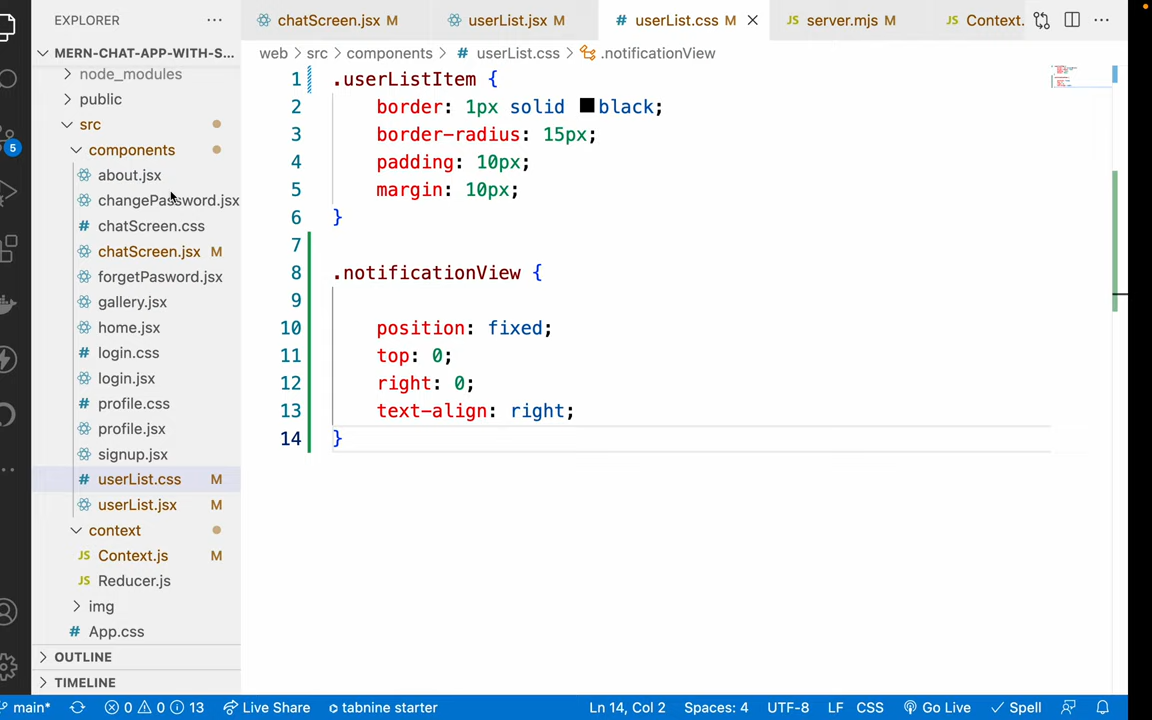 EXPLORER ···
chatScreen.jsx M
userList.jsx M
# userList.css M
JS server.mjs M
JS Context.
MERN-CHAT-APP-WITH-S...
web > src > components > # userList.css > .notificationView
node_modules
public
src
components
about.jsx
changePassword.jsx
# chatScreen.css
chatScreen.jsx M
forgetPasword.jsx
gallery.jsx
home.jsx
# login.css
login.jsx
# profile.css
profile.jsx
signup.jsx
# userList.css M
userList.jsx M
context
JS Context.js M
JS Reducer.js
img
# App.css
OUTLINE
TIMELINE
5
1 .userListItem {
2 border: 1px solid black;
3 border-radius: 15px;
4 padding: 10px;
5 margin: 10px;
6 }
7
8 .notificationView {
9
10 position: fixed;
11 top: 0;
12 right: 0;
13 text-align: right;
14 }
main* 0 0 13 Live Share tabnine starter Ln 14, Col 2 Spaces: 4 UTF-8 LF CSS Go Live Spell